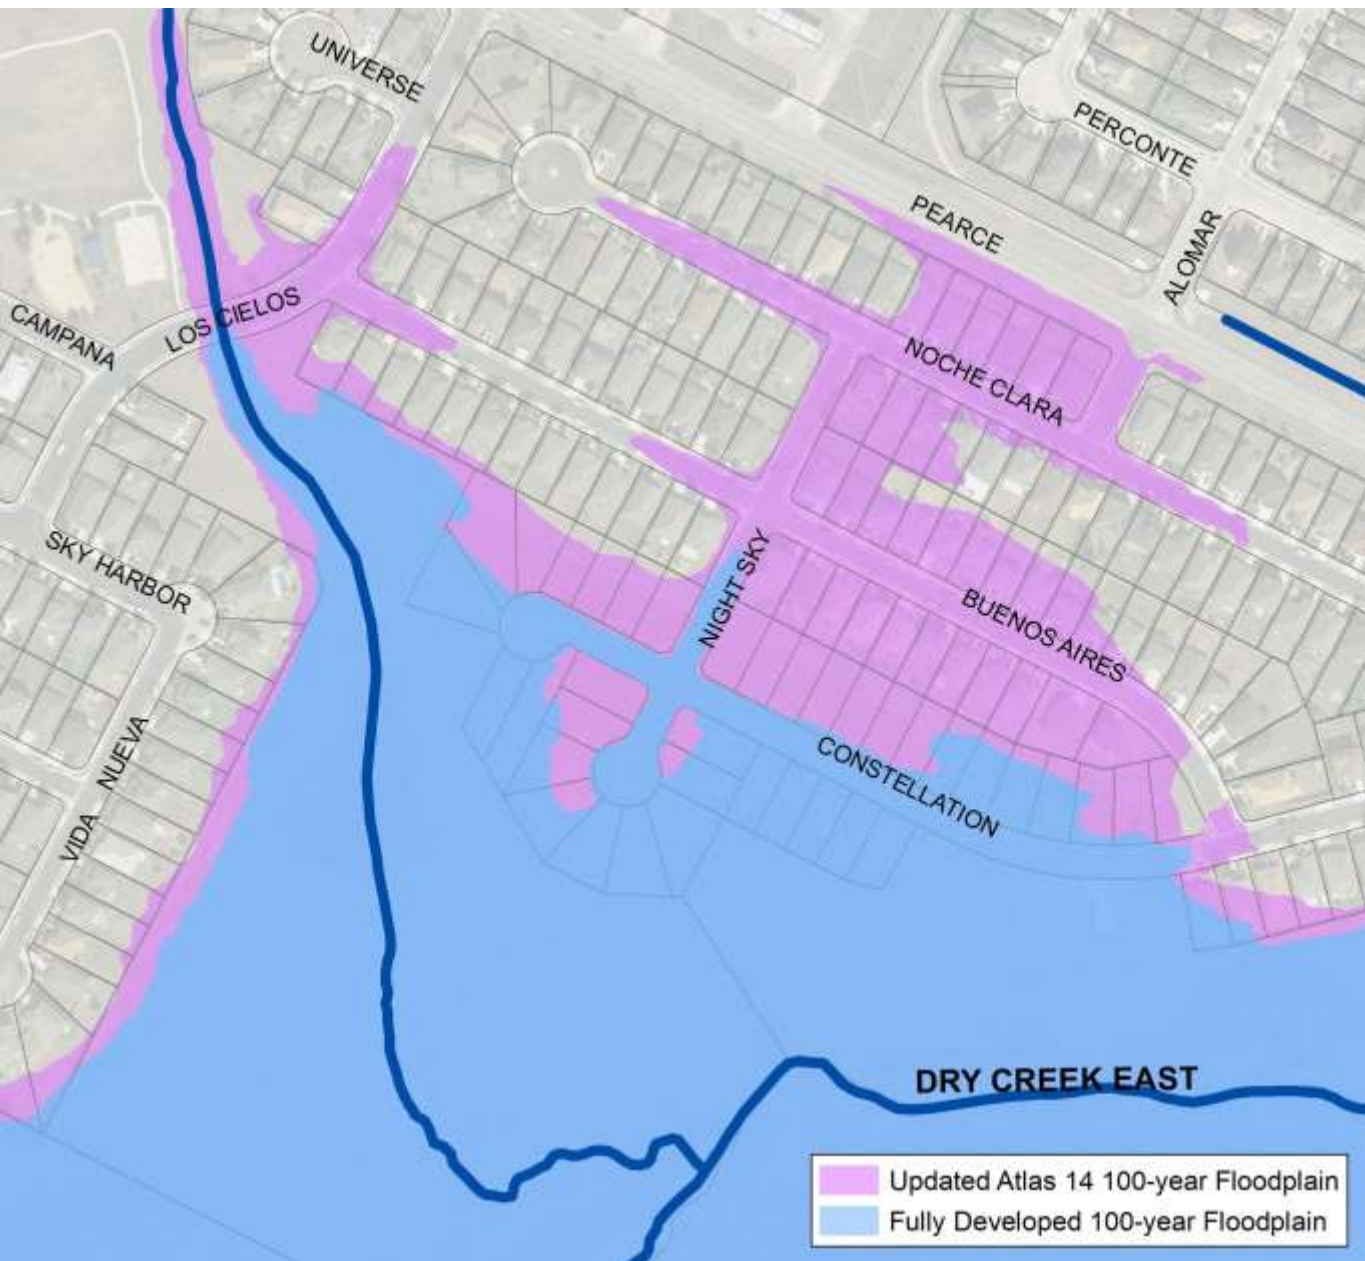 UNIVERSE
PERCONTE
PEARCE
ALOMAR
LOS CIELOS
CAMPANA
NOCHE CLARA
SKY HARBOR
NIGHT SKY
BUENOS AIRES
VIDA NUEVA
CONSTELLATION
DRY CREEK EAST
Updated Atlas 14 100-year Floodplain
Fully Developed 100-year Floodplain